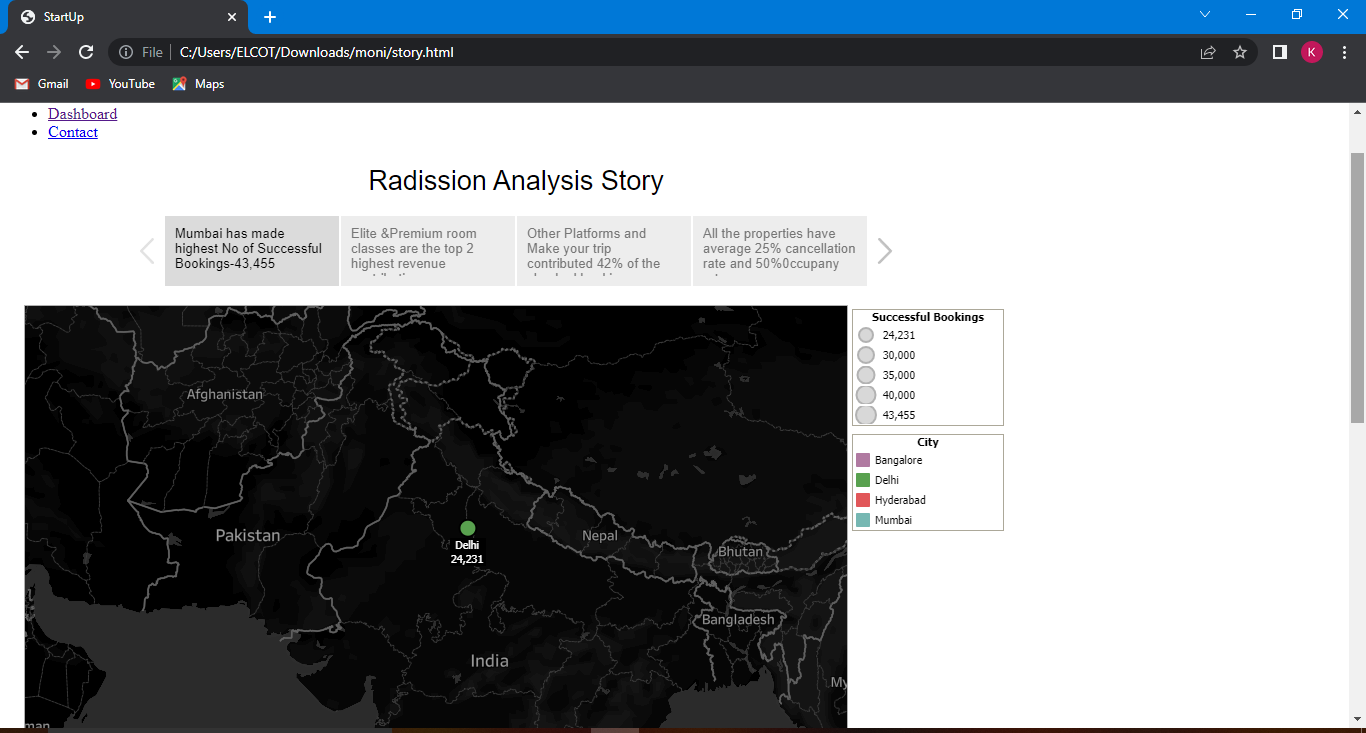 StartUp
File
C:/Users/ELCOT/Downloads/moni/story.html
K
Gmail
YouTube
Maps
Dashboard
Contact
Radission Analysis Story
Mumbai has made
highest No of Successful
Bookings-43,455
Elite &Premium room
classes are the top 2
highest revenue
Other Platforms and
Make your trip
contributed 42% of the
All the properties have
average 25% cancellation
rate and 50%0ccupany
Afghanistan
Pakistan
Delhi
24,231
Nepal
Bhutan
Bangladesh
India
My
man
Successful Bookings
24,231
30,000
35,000
40,000
43,455
City
Bangalore
Delhi
Hyderabad
Mumbai